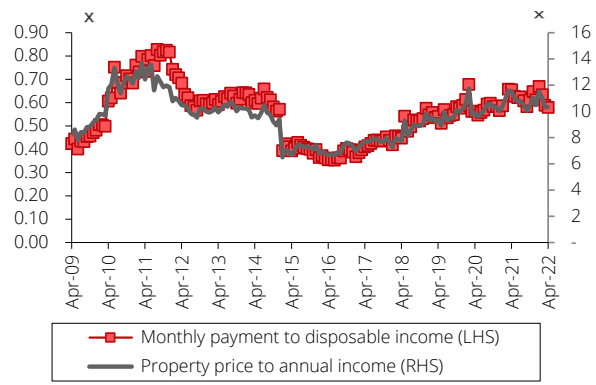 x x
0.90 16
0.80 14
0.70 12
0.60 10
0.50 8
0.40 6
0.30 4
0.20 2
0.10 -
0.00
Apr-09 Apr-10 Apr-11 Apr-12 Apr-13 Apr-14 Apr-15 Apr-16 Apr-17 Apr-18 Apr-19 Apr-20 Apr-21 Apr-22
Monthly payment to disposable income (LHS)
Property price to annual income (RHS)